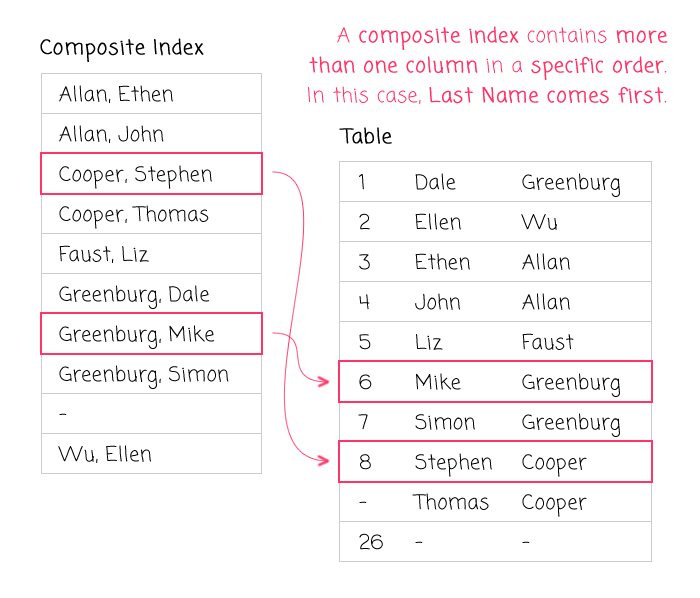 Composite Index
Allan, Ethen
Allan, John
Cooper, Stephen
Cooper, Thomas
Faust, Liz
Greenburg, Dale
Greenburg, Mike
Greenburg, Simon
-
Wu, Ellen
A composite index contains more
than one column in a specific order.
In this case, Last Name comes first.
Table
1 Dale Greenburg
2 Ellen Wu
3 Ethen Allan
4 John Allan
5 Liz Faust
6 Mike Greenburg
7 Simon Greenburg
8 Stephen Cooper
- Thomas Cooper
26 - -